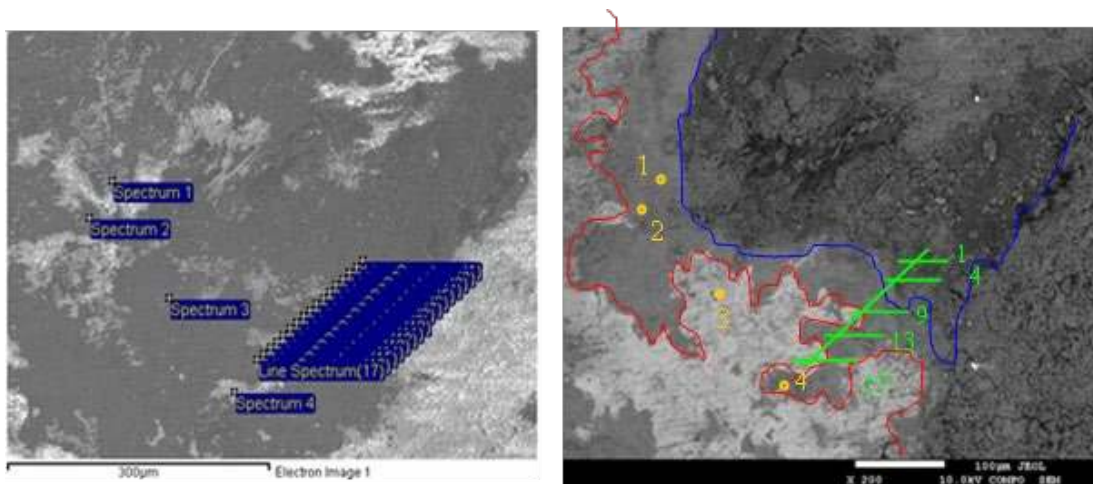 Spectrum 1
Spectrum 2
Spectrum 3
Line Spectrum(17)
Spectrum 4
300µm Electron Image 1
1
2
3
4
1
4
9
13
100µm JEOL
X 200 10.0kV COMPO SEM